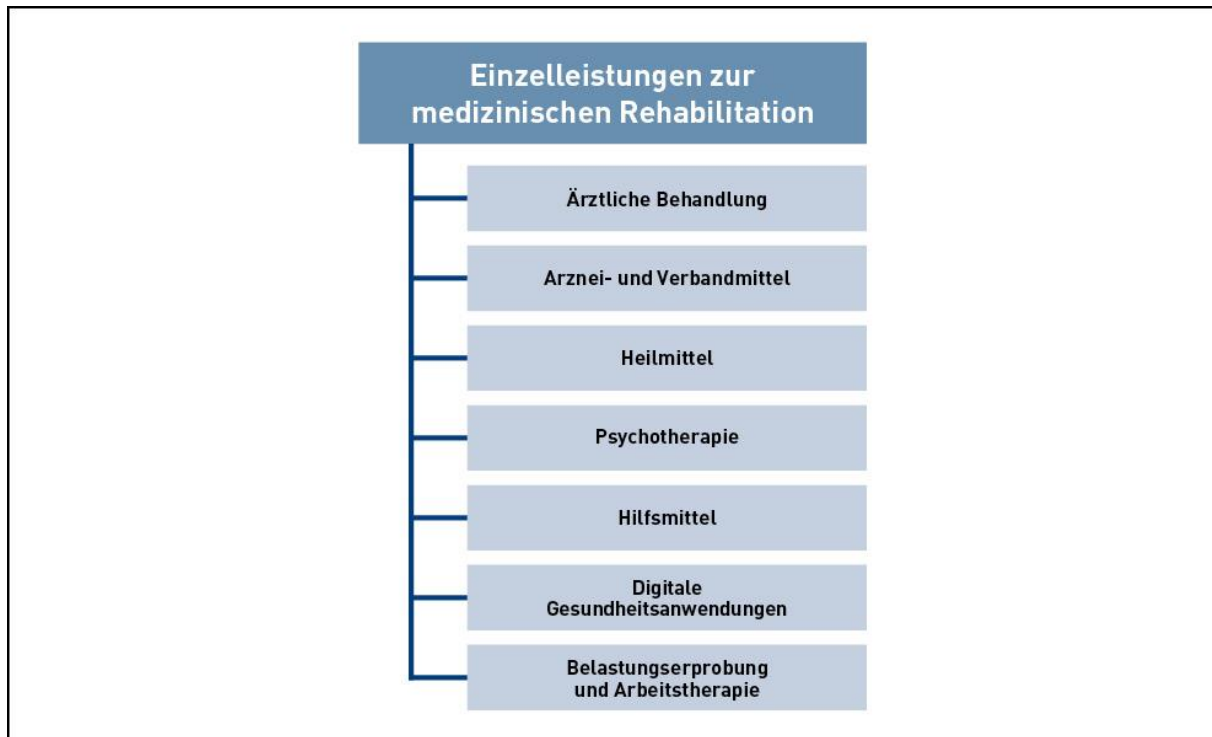 Einzelleistungen zur
medizinischen Rehabilitation
Ärztliche Behandlung
Arznei- und Verbandmittel
Heilmittel
Psychotherapie
Hilfsmittel
Digitale
Gesundheitsanwendungen
Belastungserprobung
und Arbeitstherapie